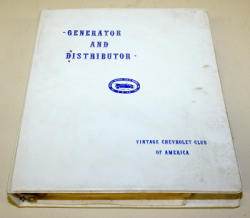 -GENERATOR
AND
DISTRIBUTOR-
VINTAGE CHEVROLET CLUB
OF AMERICA